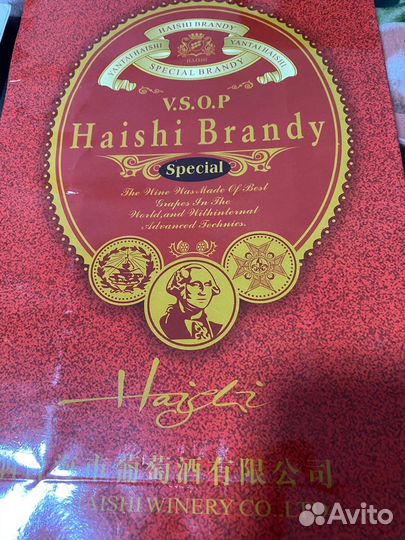 HAISHI BRANDY
YANTAI HAISHI
YANTAI HAISHI
HAISHI
SPECIAL BRANDY
V.S.O.P
Haishi Brandy
Special
The Wine Was Made Of Best
Grapes In The
World,and Withinternal
Advanced Technics.
Haishi
市葡萄酒有限公司
AISHI WINERY CO.,LTD
Avito